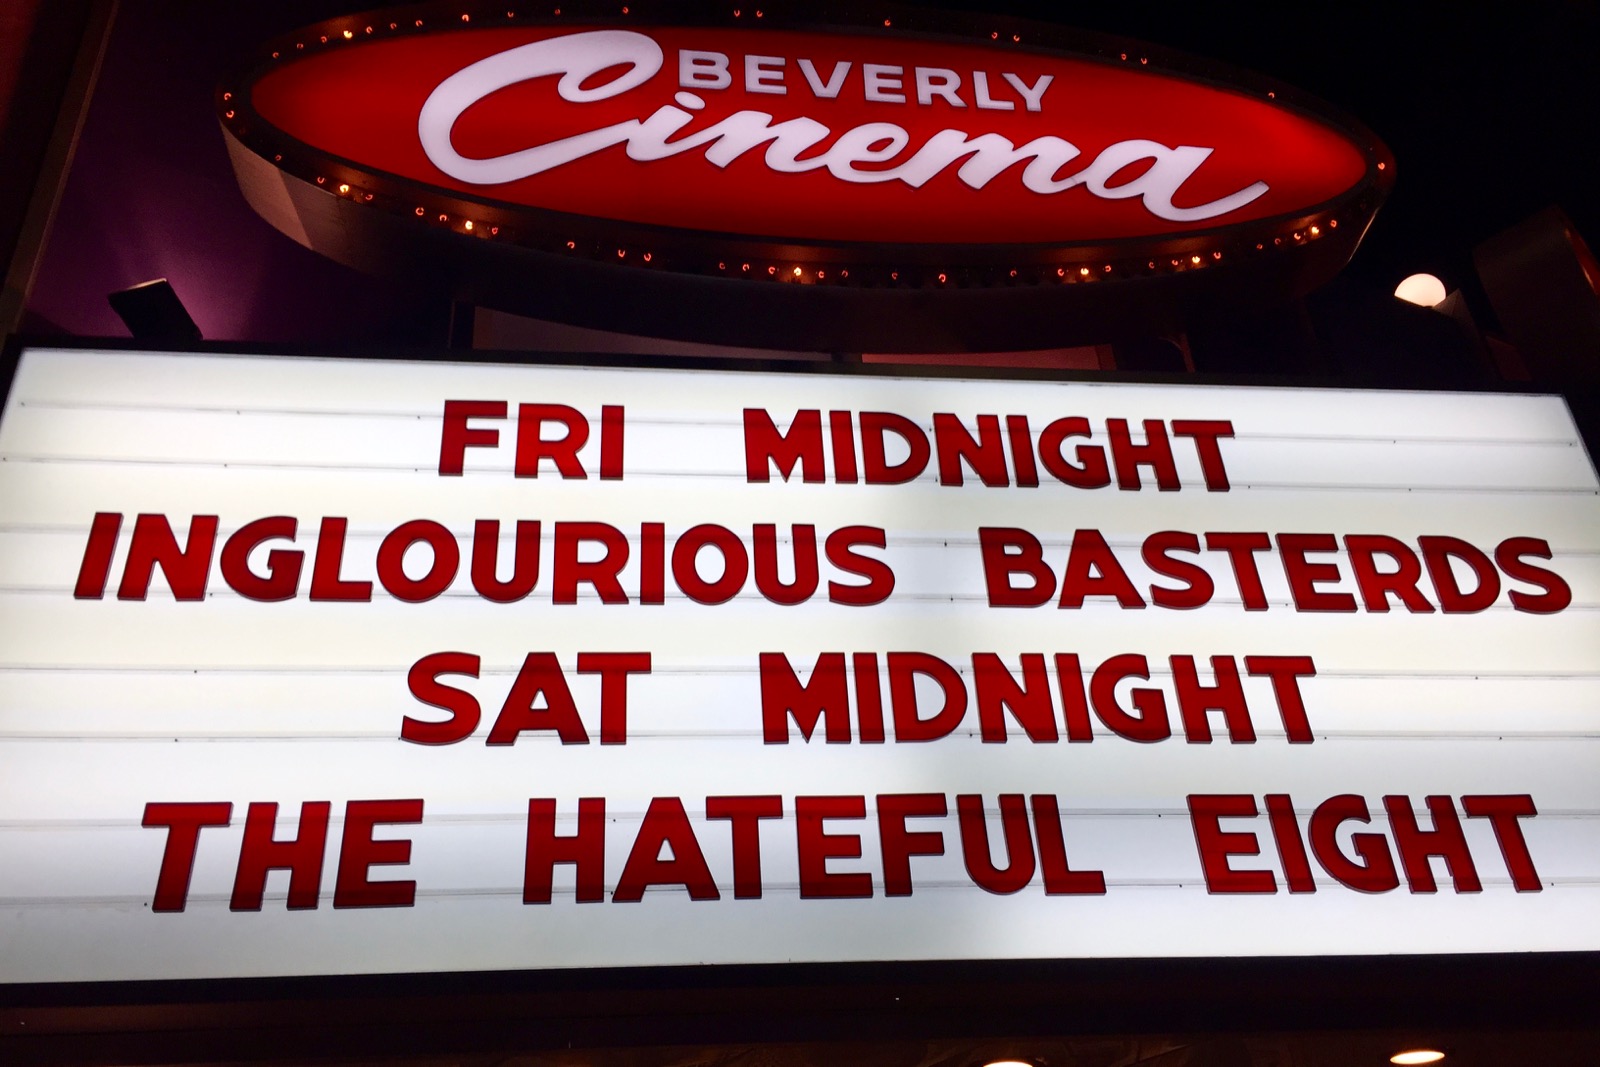 BEVERLY
Cinema
FRI MIDNIGHT
INGLOURIOUS BASTERDS
SAT MIDNIGHT
THE HATEFUL EIGHT